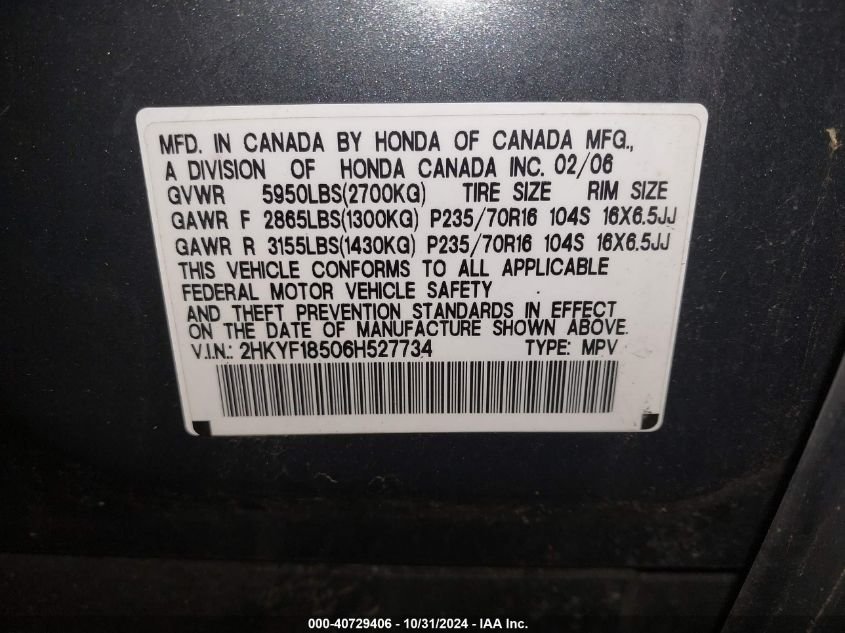 MFD. IN CANADA BY HONDA OF CANADA MFG.,
A DIVISION OF HONDA CANADA INC. 02/06
GVWR 5950LBS(2700KG) TIRE SIZE RIM SIZE
GAWR F 2865LBS(1300KG) P235/70R16 104S 16X6.5JJ
GAWR R 3155LBS(1430KG) P235/70R16 104S 16X6.5JJ
THIS VEHICLE CONFORMS TO ALL APPLICABLE
FEDERAL MOTOR VEHICLE SAFETY
AND THEFT PREVENTION STANDARDS IN EFFECT
ON THE DATE OF MANUFACTURE SHOWN ABOVE.
V.I.N.: 2HKYF18506H527734 TYPE: MPV
000-40729406 - 10/31/2024 - IAA Inc.